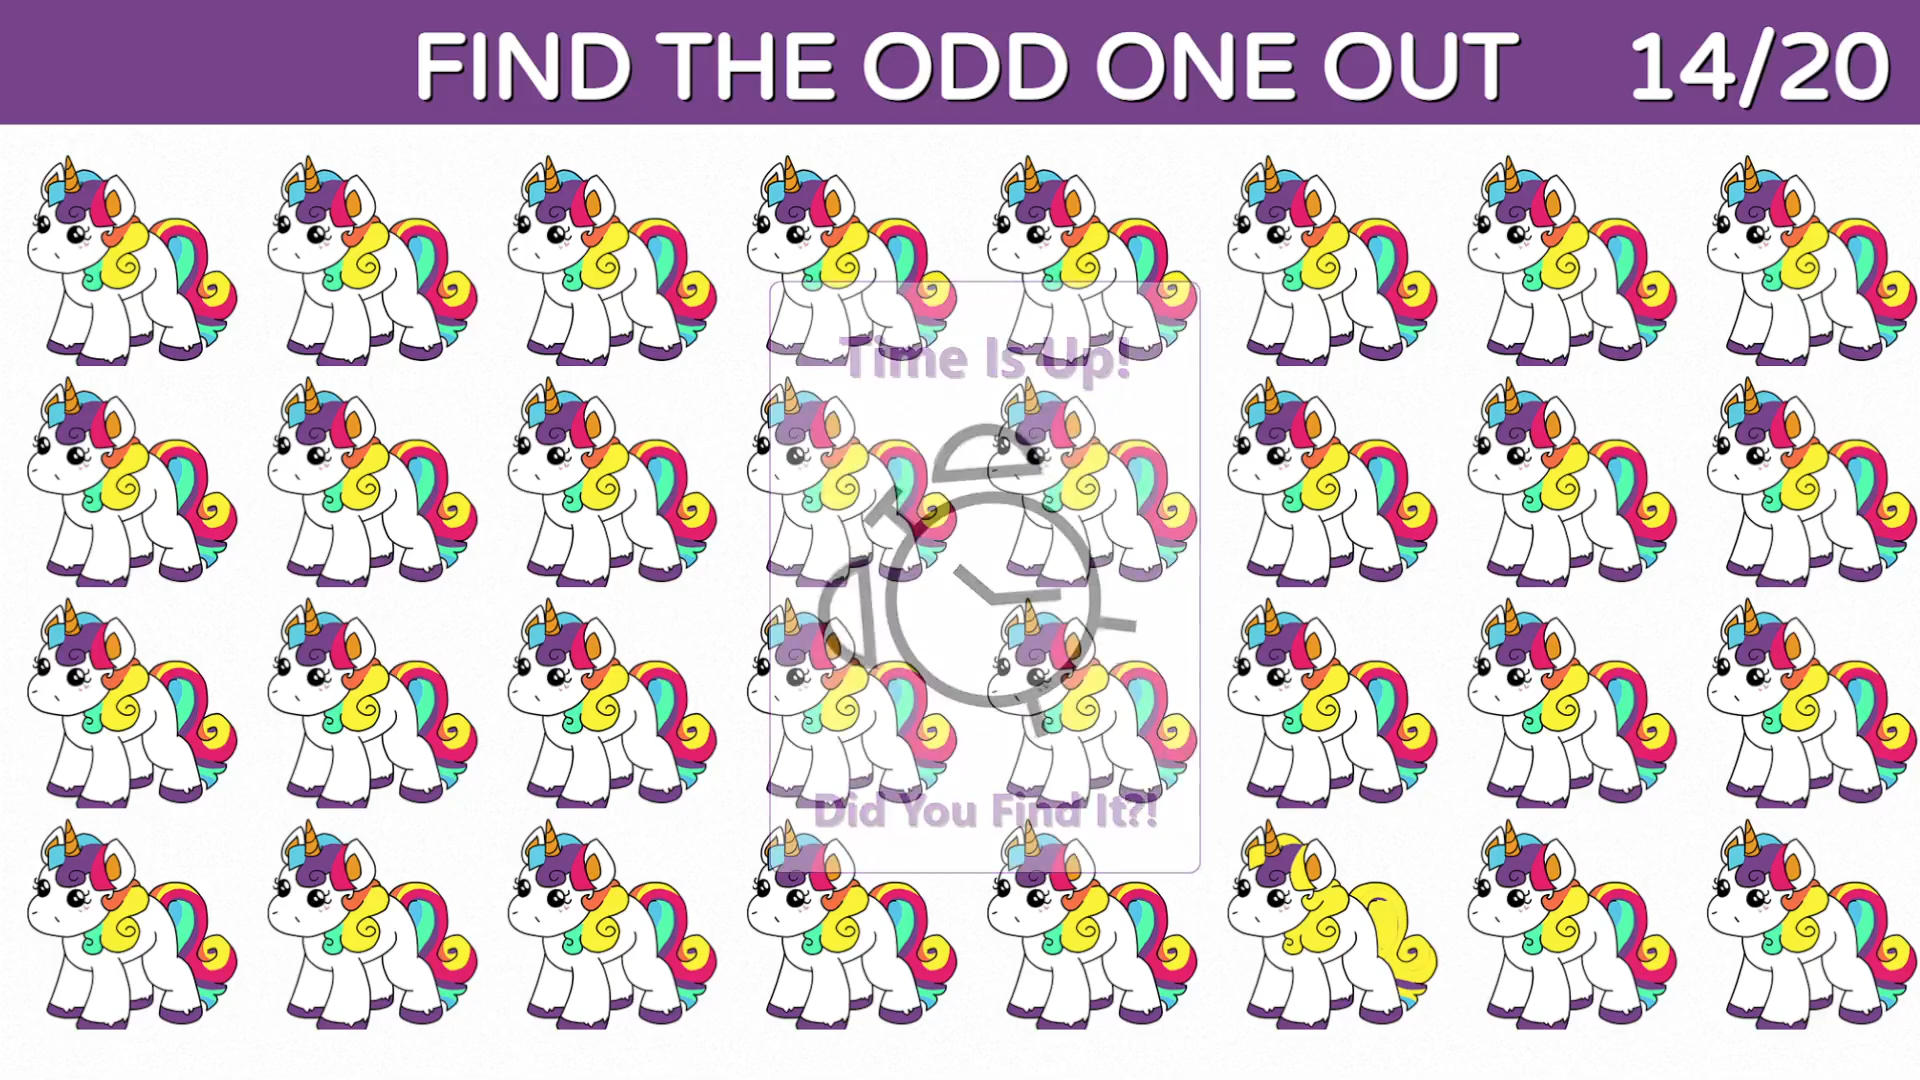 FIND THE ODD ONE OUT 14/20
Time Is Up!
Did You Find It?!